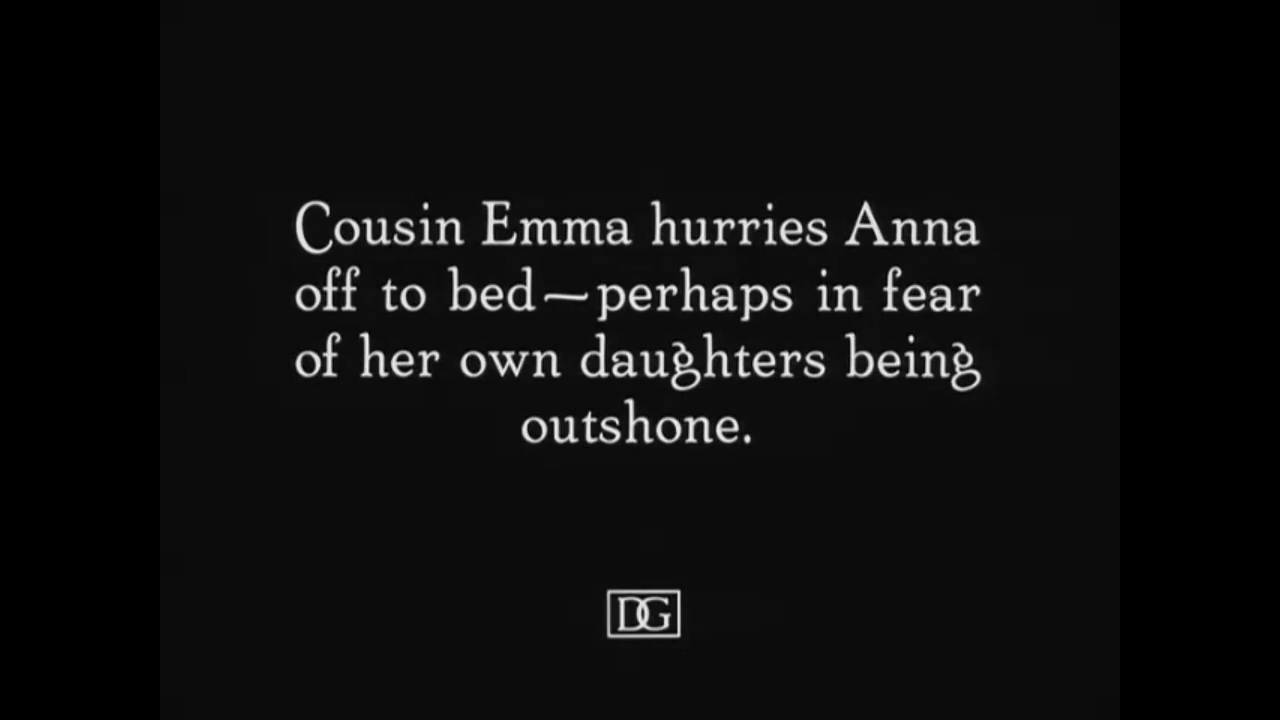 Cousin Emma hurries Anna
off to bed—perhaps in fear
of her own daughters being
outshone.
DG